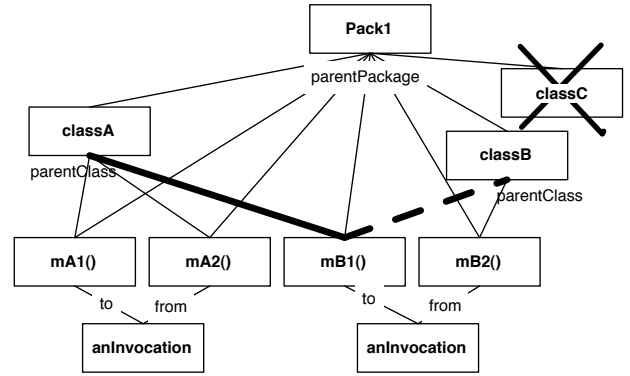 Pack1
parentPackage
classC
classA
classB
parentClass
parentClass
mA1()
mA2()
mB1()
mB2()
to
from
to
from
anInvocation
anInvocation